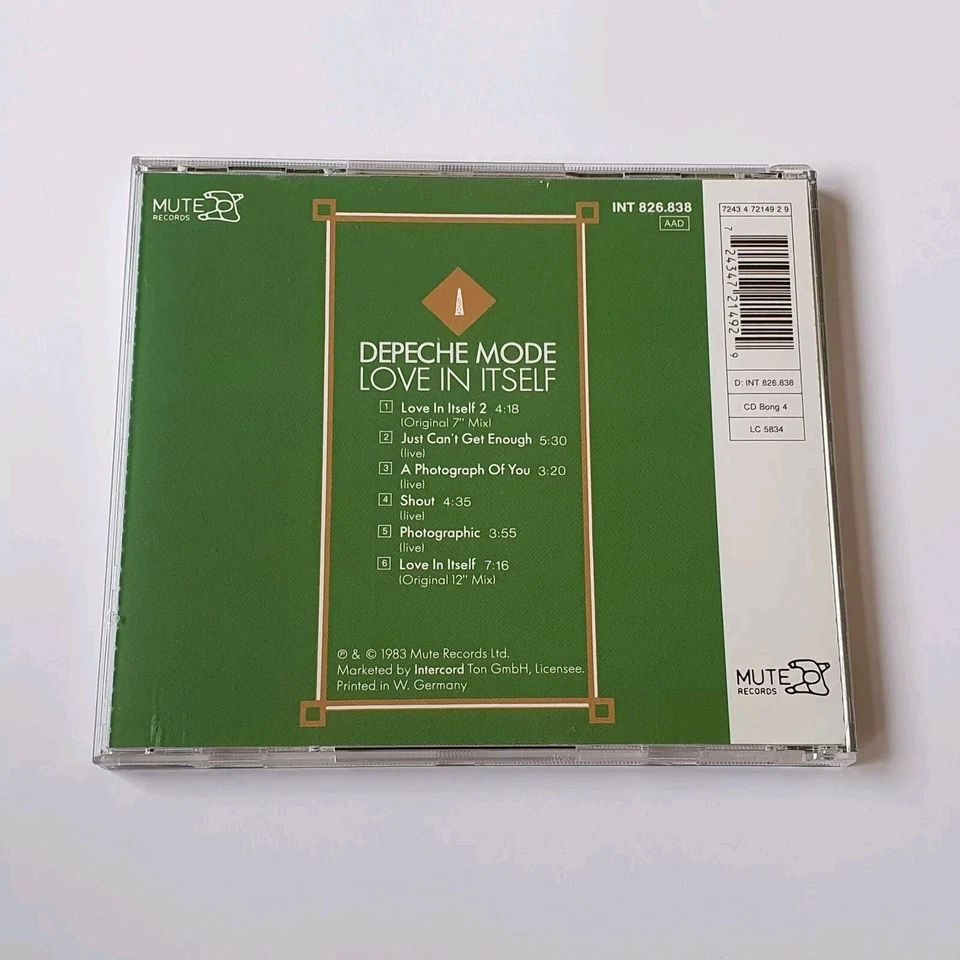 MUTE
RECORDS
INT 826.838
AAD
DEPECHE MODE
LOVE IN ITSELF
1 Love In Itself 2 4:18
(Original 7" Mix)
2 Just Can't Get Enough 5:30
(live)
3 A Photograph Of You 3:20
(live)
4 Shout 4:35
(live)
5 Photographic 3:55
(live)
6 Love In Itself 7:16
(Original 12" Mix)
℗ & © 1983 Mute Records Ltd.
Marketed by Intercord Ton GmbH, Licensee.
Printed in W. Germany
7243 4 72149 2 9
7 24347 21492 9
D: INT 826.838
CD Bong 4
LC 5834
MUTE
RECORDS